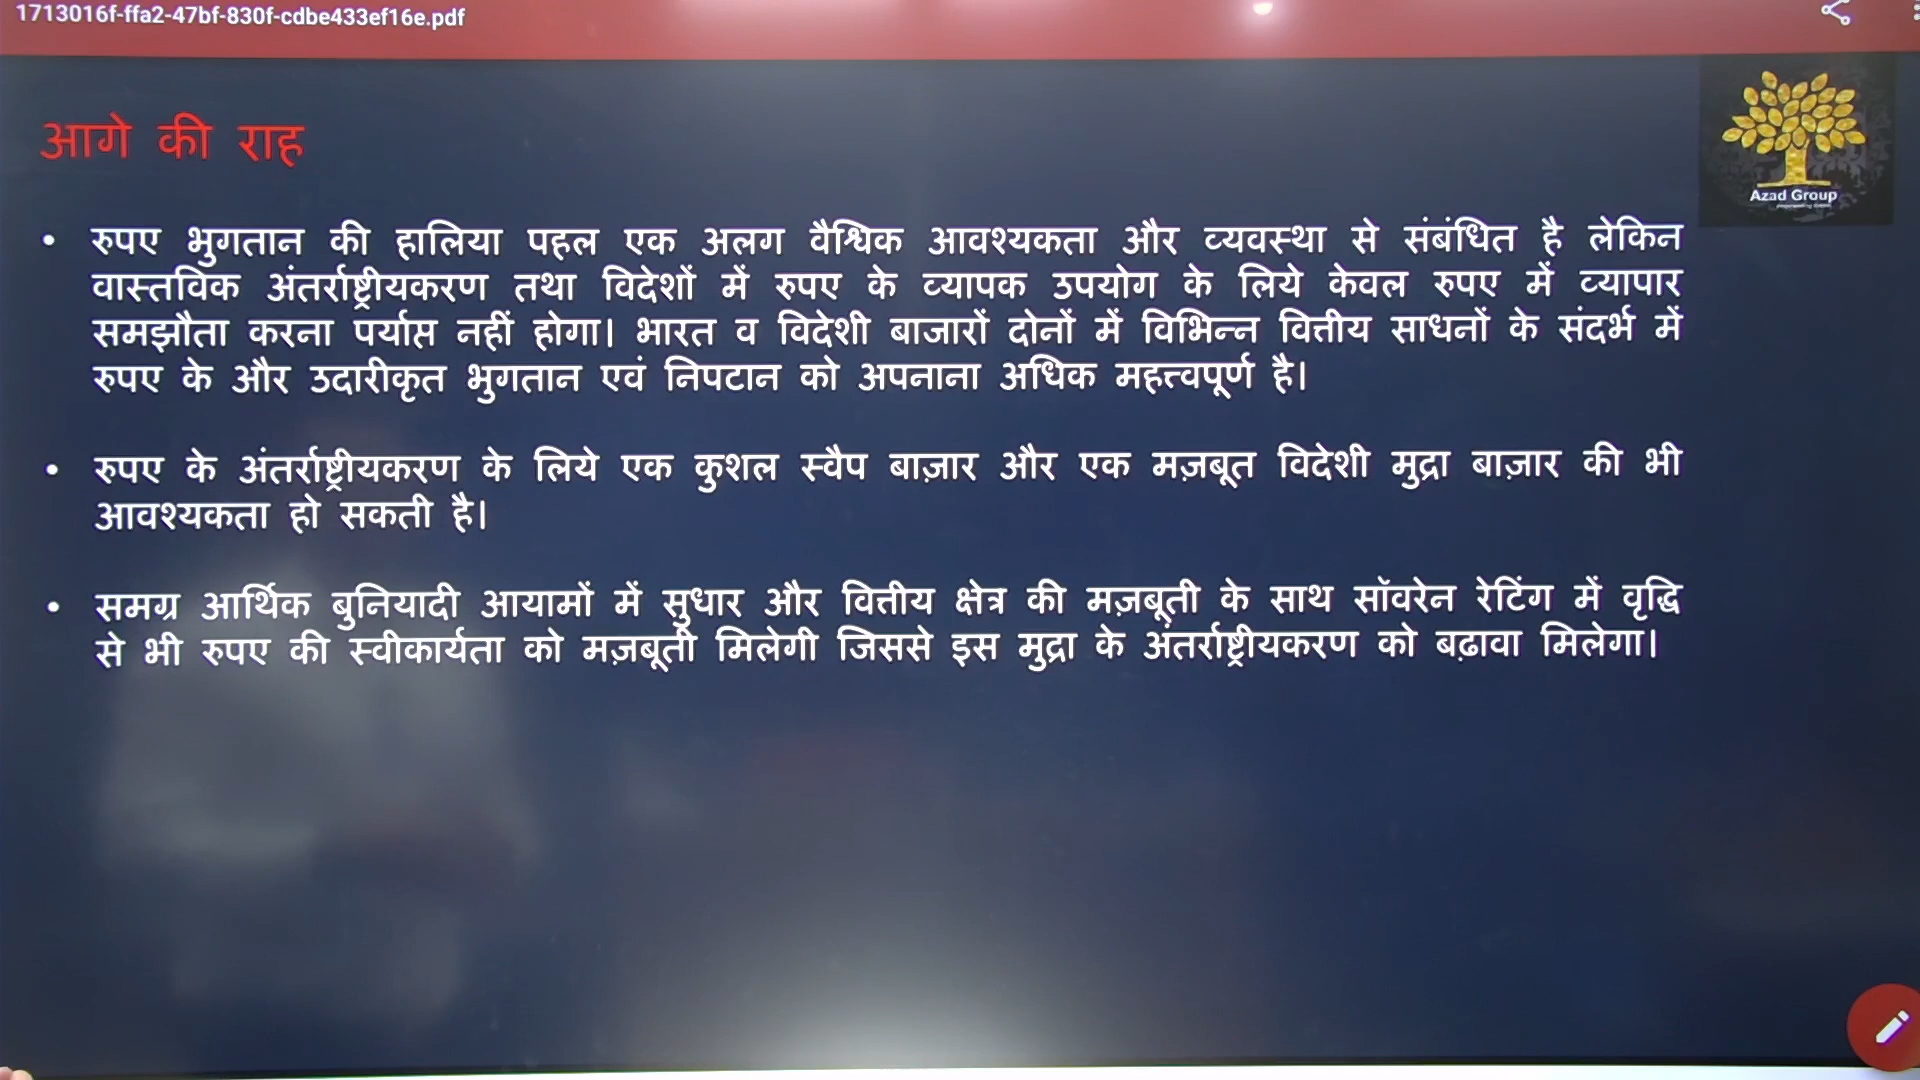 1713016f-ffa2-47bf-830f-cdbe433ef16e.pdf
Azad Group
आगे की राह
• रुपए भुगतान की हालिया पहल एक अलग वैश्विक आवश्यकता और व्यवस्था से संबंधित है लेकिन
वास्तविक अंतर्राष्ट्रीयकरण तथा विदेशों में रुपए के व्यापक उपयोग के लिये केवल रुपए में व्यापार
समझौता करना पर्याप्त नहीं होगा। भारत व विदेशी बाजारों दोनों में विभिन्न वित्तीय साधनों के संदर्भ में
रुपए के और उदारीकृत भुगतान एवं निपटान को अपनाना अधिक महत्त्वपूर्ण है।
• रुपए के अंतर्राष्ट्रीयकरण के लिये एक कुशल स्वैप बाज़ार और एक मज़बूत विदेशी मुद्रा बाज़ार की भी
आवश्यकता हो सकती है।
• समग्र आर्थिक बुनियादी आयामों में सुधार और वित्तीय क्षेत्र की मज़बूती के साथ सॉवरेन रेटिंग में वृद्धि
से भी रुपए की स्वीकार्यता को मज़बूती मिलेगी जिससे इस मुद्रा के अंतर्राष्ट्रीयकरण को बढ़ावा मिलेगा।